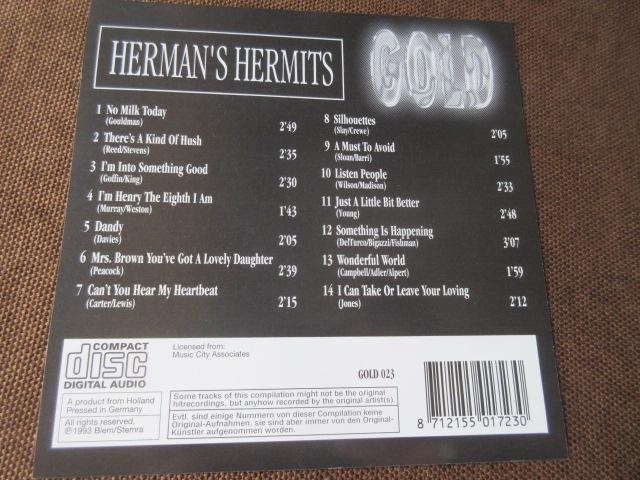 HERMAN'S HERMITS
GOLD
1 No Milk Today
(Gouldman) 2'49
2 There's A Kind Of Hush
(Reed/Stevens) 2'35
3 I'm Into Something Good
(Goffin/King) 2'30
4 I'm Henry The Eighth I Am
(Murray/Weston) 1'43
5 Dandy
(Davies) 2'05
6 Mrs. Brown You've Got A Lovely Daughter
(Peacock) 2'39
7 Can't You Hear My Heartbeat
(Carter/Lewis) 2'15
8 Silhouettes
(Slay/Crewe) 2'05
9 A Must To Avoid
(Sloan/Barri) 1'55
10 Listen People
(Wilson/Madison) 2'33
11 Just A Little Bit Better
(Young) 2'48
12 Something Is Happening
(DelTurco/Bigazzi/Fishman) 3'07
13 Wonderful World
(Campbell/Adler/Alpert) 1'59
14 I Can Take Or Leave Your Loving
(Jones) 2'12
COMPACT
disc
DIGITAL AUDIO
Licensed from:
Music City Associates
GOLD 023
A product from Holland
Pressed in Germany
All rights reserved,
℗1993 Biem/Stemra
Some tracks of this compilation might not be the original
hitrecordings, but anyhow recorded by the original artist(s).
Evtl. sind einige Nummern von dieser Compilation keine
Original-Aufnahmen, sie sind aber immer von den Original-
Künstler aufgenommen worden.
8 712155 017230